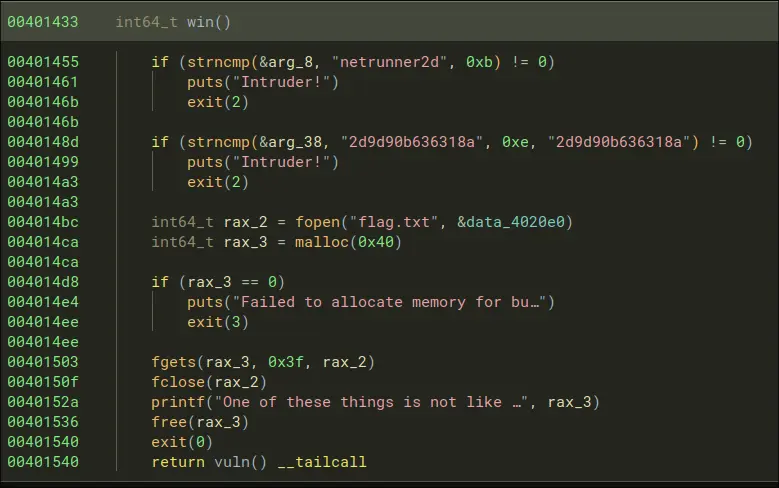 00401433 int64_t win()
00401455 if (strncmp(&arg_8, "netrunner2d", 0xb) != 0)
00401461 puts("Intruder!")
0040146b exit(2)
0040146b
0040148d if (strncmp(&arg_38, "2d9d90b636318a", 0xe, "2d9d90b636318a") != 0)
00401499 puts("Intruder!")
004014a3 exit(2)
004014a3
004014bc int64_t rax_2 = fopen("flag.txt", &data_4020e0)
004014ca int64_t rax_3 = malloc(0x40)
004014ca
004014d8 if (rax_3 == 0)
004014e4 puts("Failed to allocate memory for bu…")
004014ee exit(3)
004014ee
00401503 fgets(rax_3, 0x3f, rax_2)
0040150f fclose(rax_2)
0040152a printf("One of these things is not like …", rax_3)
00401536 free(rax_3)
00401540 exit(0)
00401540 return vuln() __tailcall